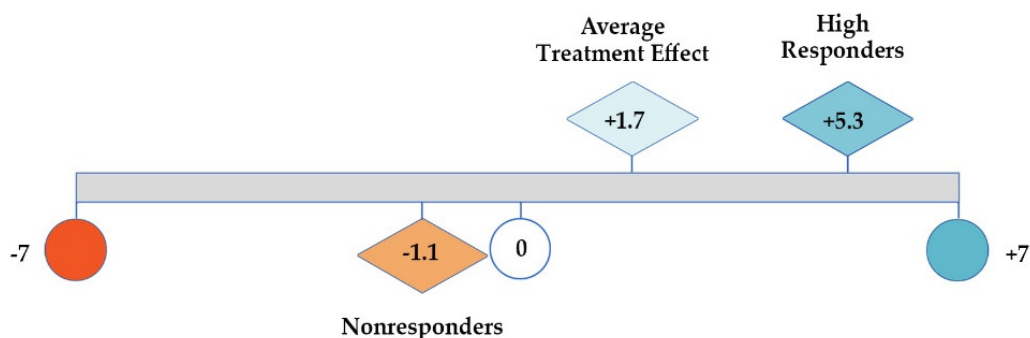 Average
Treatment Effect
High
Responders
+1.7
+5.3
-7
-1.1
0
+7
Nonresponders